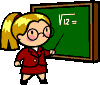 √12 =